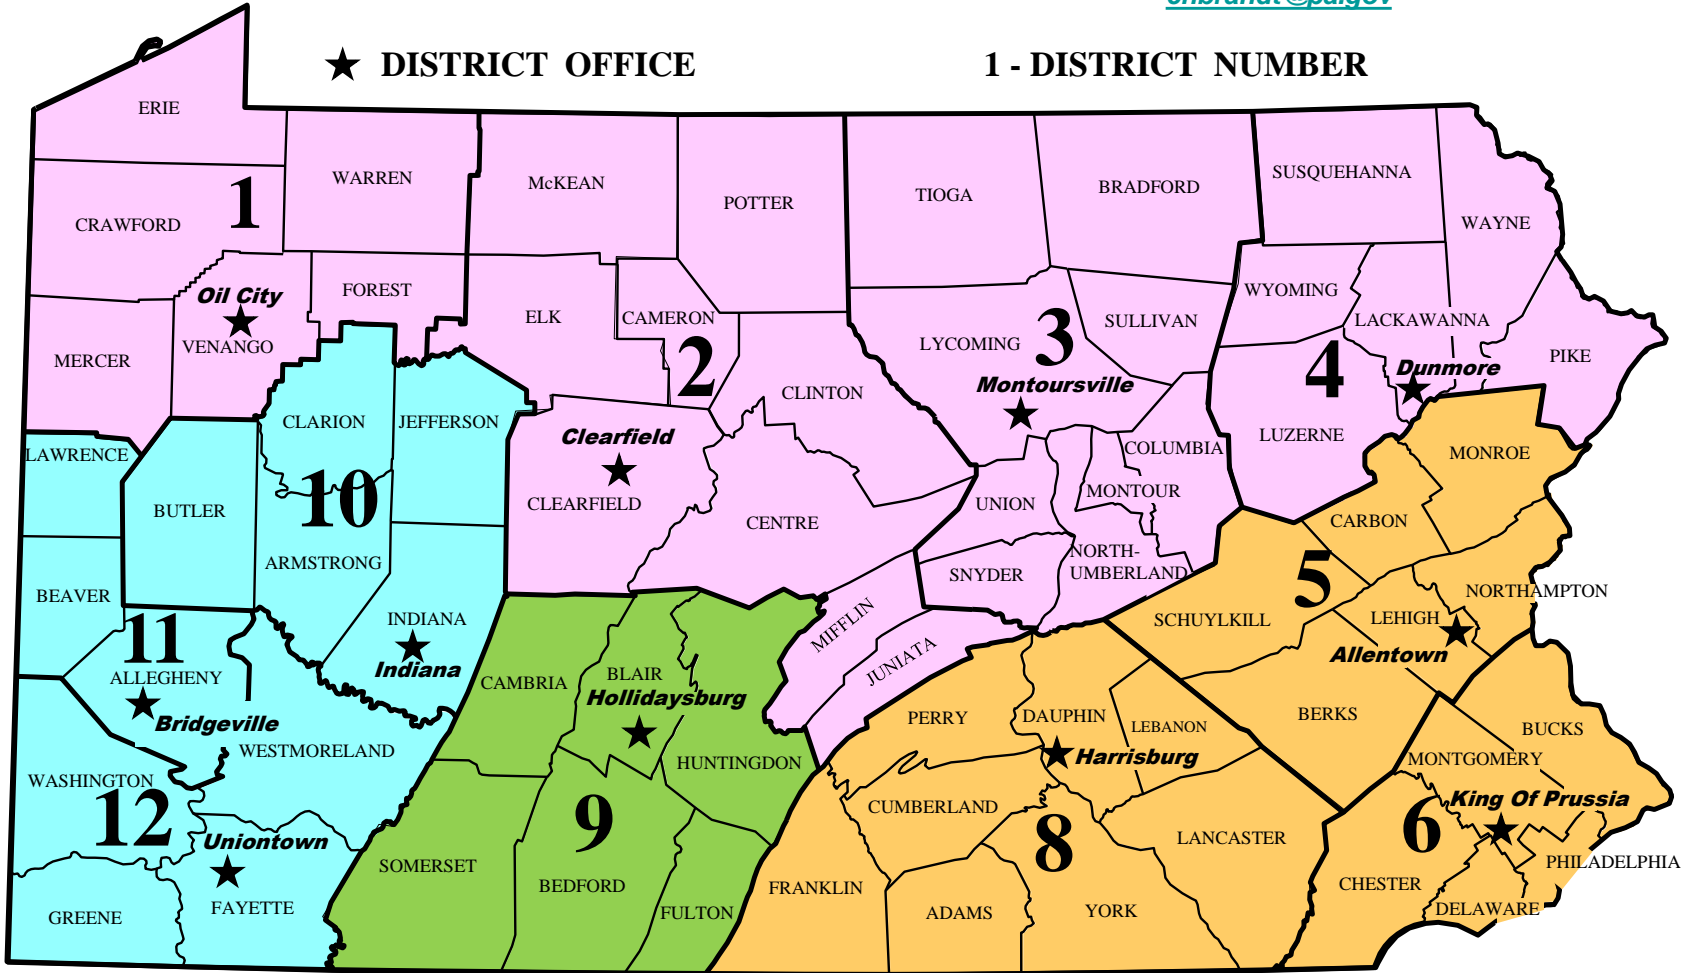 ★ DISTRICT OFFICE
1 - DISTRICT NUMBER
ERIE
WARREN
McKEAN
POTTER
TIOGA
BRADFORD
SUSQUEHANNA
WAYNE
CRAWFORD
1
FOREST
Oil City
VENANGO
MERCER
ELK
CAMERON
2
CLINTON
LYCOMING
3
SULLIVAN
Montoursville
WYOMING
LACKAWANNA
4
Dunmore
PIKE
LUZERNE
LAWRENCE
CLARION
JEFFERSON
Clearfield
CLEARFIELD
CENTRE
UNION
MONTOUR
COLUMBIA
MONROE
BUTLER
10
ARMSTRONG
SNYDER
NORTH-
UMBERLAND
CARBON
5
NORTHAMPTON
BEAVER
INDIANA
Indiana
MIFFLIN
JUNIATA
SCHUYLKILL
LEHIGH
Allentown
11
ALLEGHENY
Bridgeville
WESTMORELAND
CAMBRIA
BLAIR
Hollidaysburg
HUNTINGDON
PERRY
DAUPHIN
LEBANON
Harrisburg
BERKS
BUCKS
MONTGOMERY
WASHINGTON
12
Uniontown
FAYETTE
GREENE
SOMERSET
9
BEDFORD
FULTON
CUMBERLAND
8
FRANKLIN
ADAMS
YORK
LANCASTER
6
King Of Prussia
CHESTER
PHILADELPHIA
DELAWARE